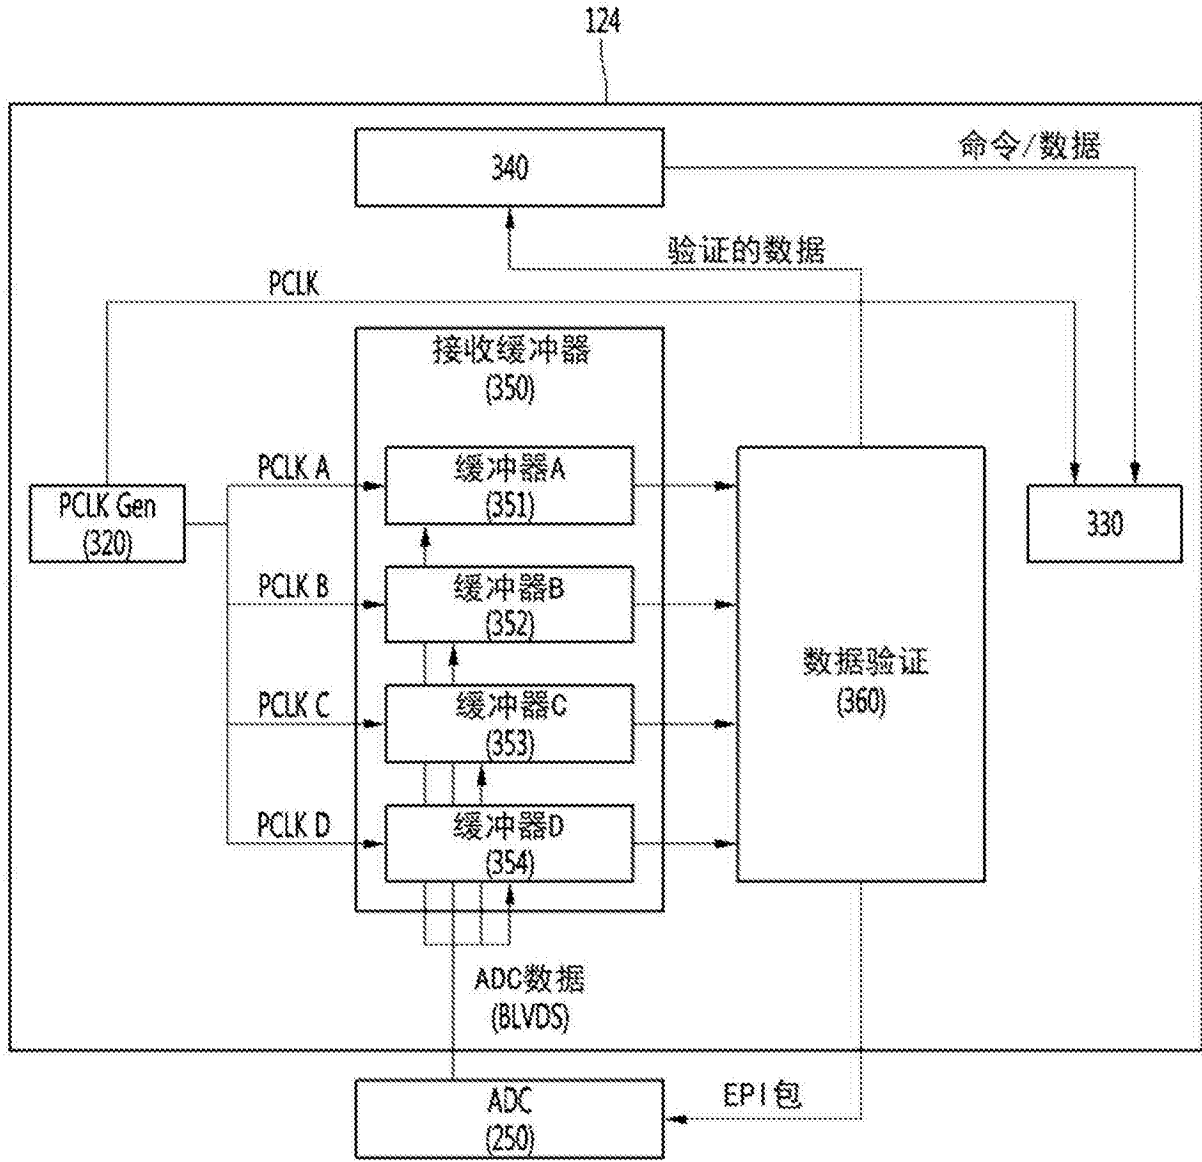 124
340
命令/数据
验证的数据
PCLK
接收缓冲器
(350)
PCLK A
缓冲器A
(351)
PCLK Gen
(320)
330
PCLK B
缓冲器B
(352)
数据验证
(360)
PCLK C
缓冲器C
(353)
PCLK D
缓冲器D
(354)
ADC数据
(BLVDS)
ADC
(250)
EPI包